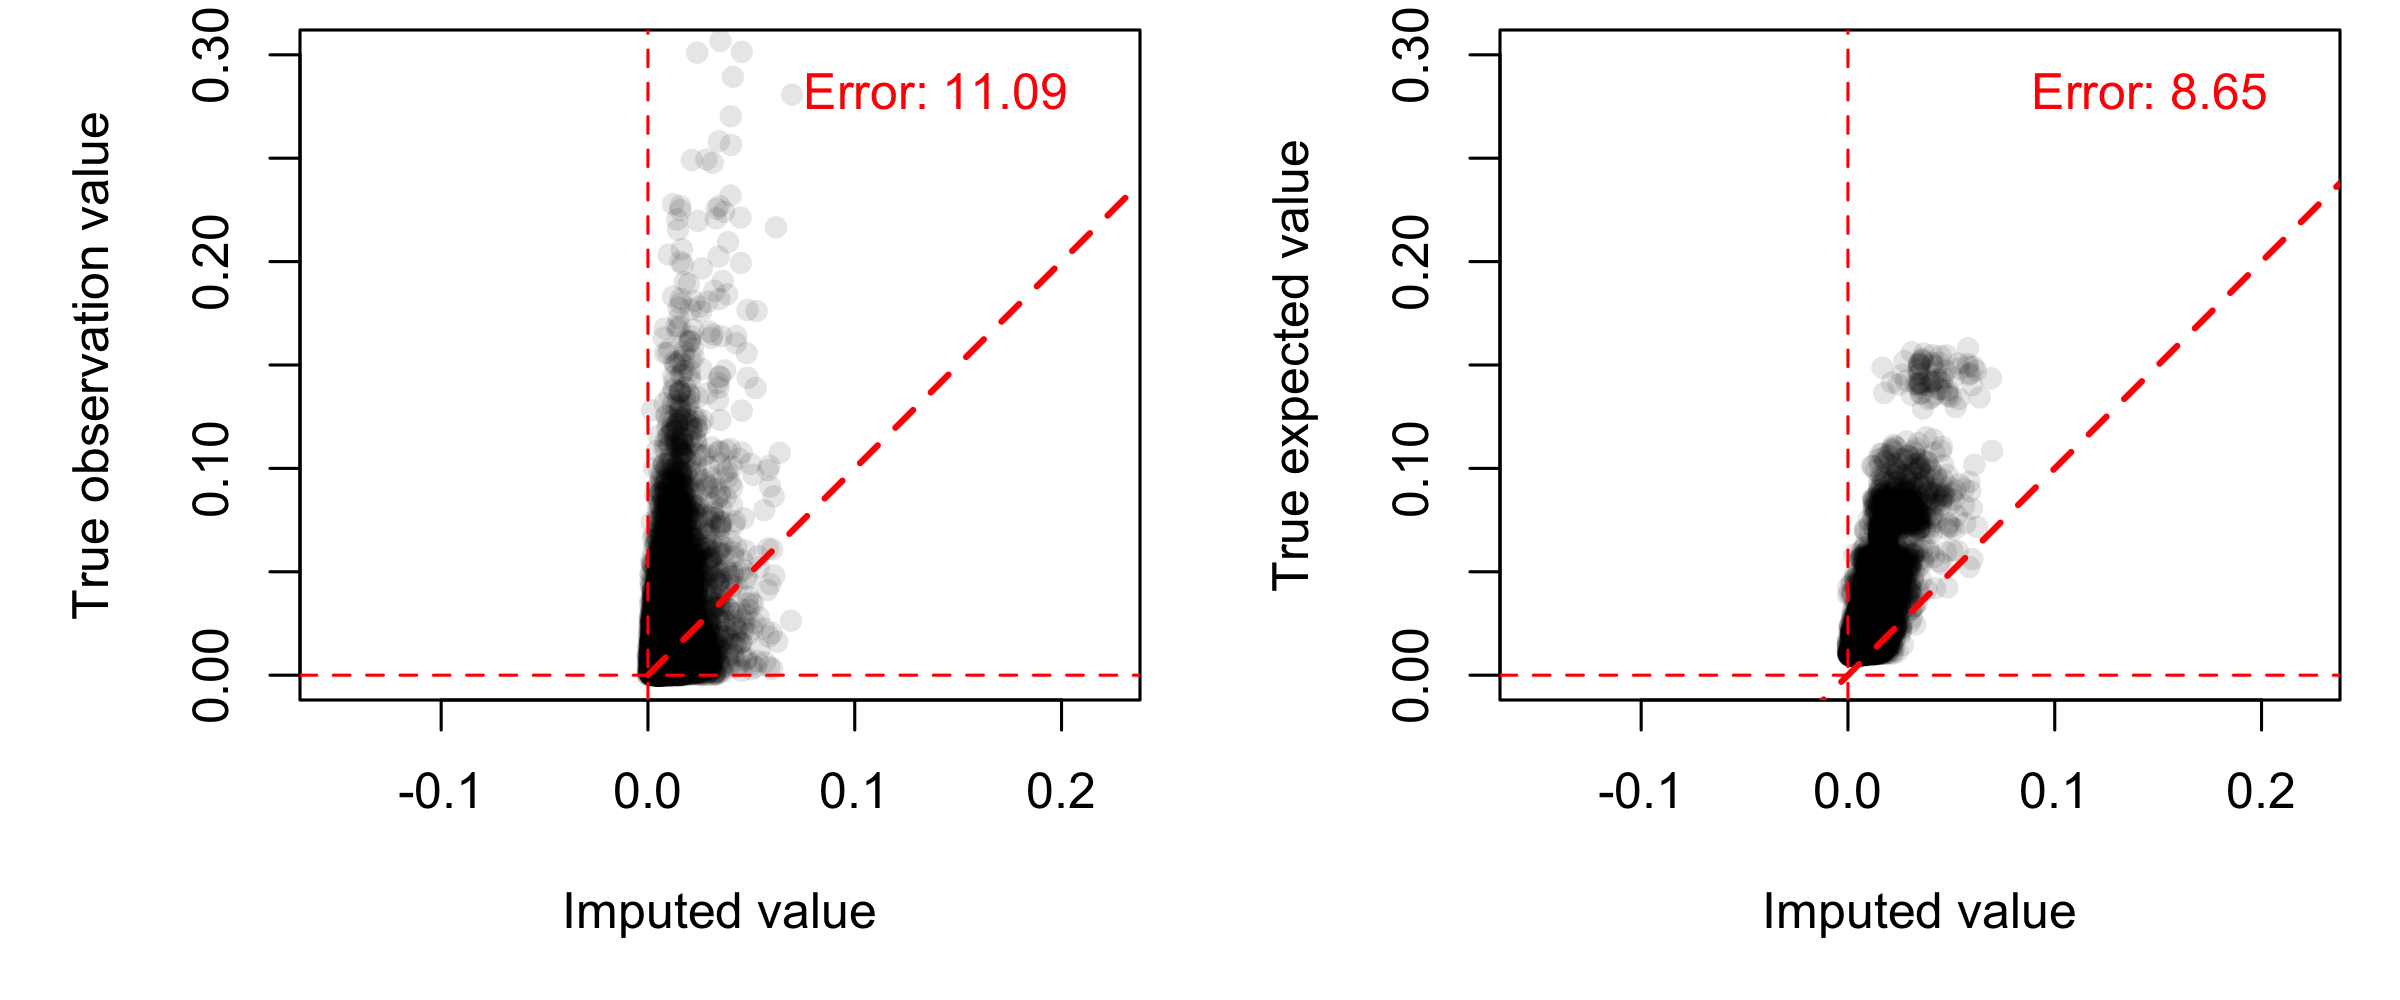 True observation value
0.00 0.10 0.20 0.30
Error: 11.09
-0.1 0.0 0.1 0.2
Imputed value
True expected value
0.00 0.10 0.20 0.30
Error: 8.65
-0.1 0.0 0.1 0.2
Imputed value